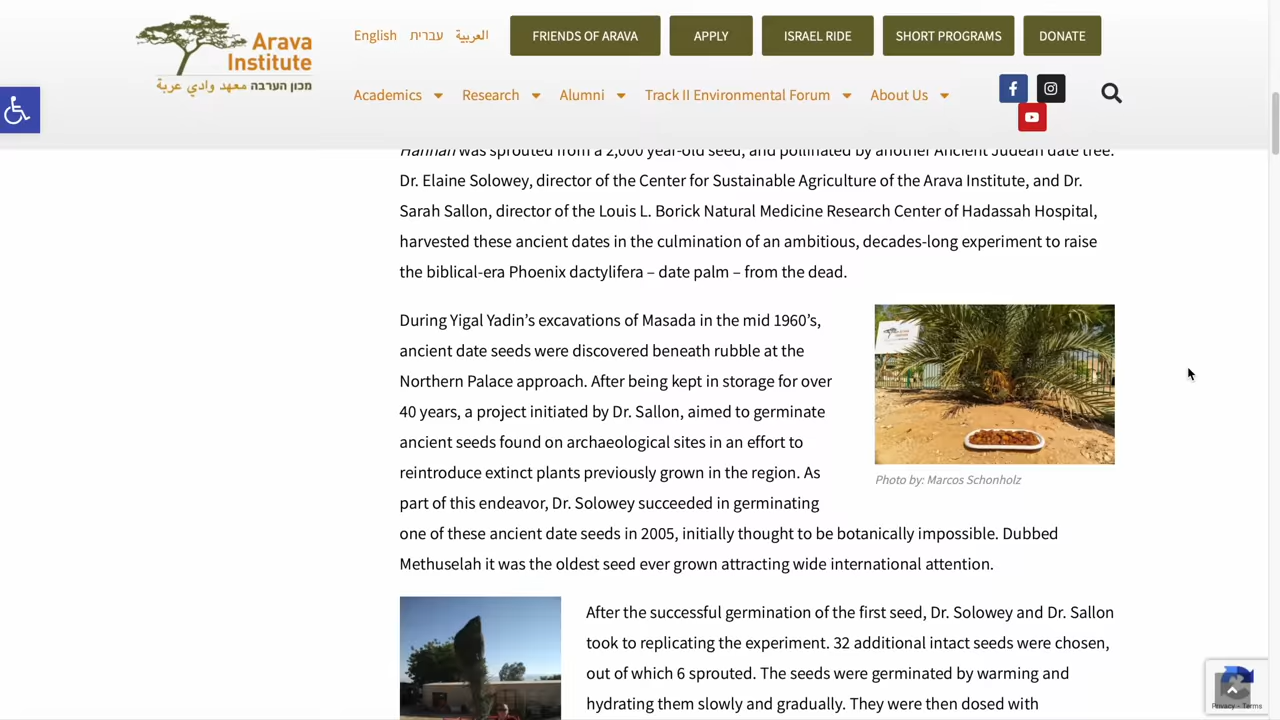 Arava
Institute
معهد وادي عربة מכון הערבה
English עברית العربية
FRIENDS OF ARAVA
APPLY
ISRAEL RIDE
SHORT PROGRAMS
DONATE
Academics Research Alumni Track II Environmental Forum About Us
Hannah was sprouted from a 2,000 year-old seed, and pollinated by another Ancient Judean date tree.
Dr. Elaine Solowey, director of the Center for Sustainable Agriculture of the Arava Institute, and Dr.
Sarah Sallon, director of the Louis L. Borick Natural Medicine Research Center of Hadassah Hospital,
harvested these ancient dates in the culmination of an ambitious, decades-long experiment to raise
the biblical-era Phoenix dactylifera – date palm – from the dead.
During Yigal Yadin’s excavations of Masada in the mid 1960’s,
ancient date seeds were discovered beneath rubble at the
Northern Palace approach. After being kept in storage for over
40 years, a project initiated by Dr. Sallon, aimed to germinate
ancient seeds found on archaeological sites in an effort to
reintroduce extinct plants previously grown in the region. As
part of this endeavor, Dr. Solowey succeeded in germinating
one of these ancient date seeds in 2005, initially thought to be botanically impossible. Dubbed
Methuselah it was the oldest seed ever grown attracting wide international attention.
Photo by: Marcos Schonholz
After the successful germination of the first seed, Dr. Solowey and Dr. Sallon
took to replicating the experiment. 32 additional intact seeds were chosen,
out of which 6 sprouted. The seeds were germinated by warming and
hydrating them slowly and gradually. They were then dosed with
Privacy - Terms